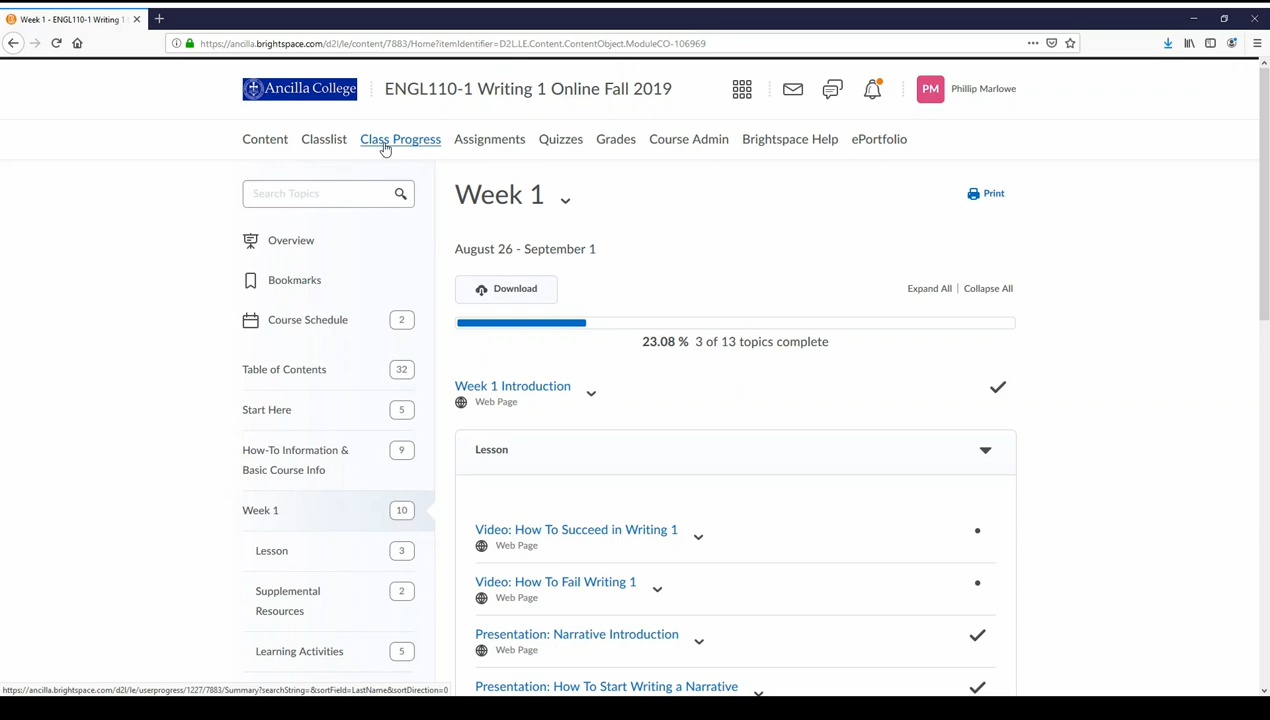 Week 1 - ENGL110-1 Writing 1
https://ancilla.brightspace.com/d2l/le/content/7883/Home?itemIdentifier=D2L.LE.Content.ContentObject.ModuleCO-106969
Ancilla College
ENGL110-1 Writing 1 Online Fall 2019
PM
Phillip Marlowe
Content
Classlist
Class Progress
Assignments
Quizzes
Grades
Course Admin
Brightspace Help
ePortfolio
Search Topics
Overview
Bookmarks
Course Schedule
2
Table of Contents
32
Start Here
5
How-To Information &
Basic Course Info
9
Week 1
10
Lesson
3
Supplemental
Resources
2
Learning Activities
5
Week 1
Print
August 26 - September 1
Download
Expand All | Collapse All
23.08 % 3 of 13 topics complete
Week 1 Introduction
Web Page
Lesson
Video: How To Succeed in Writing 1
Web Page
Video: How To Fail Writing 1
Web Page
Presentation: Narrative Introduction
Web Page
Presentation: How To Start Writing a Narrative
https://ancilla.brightspace.com/d2l/le/userprogress/1227/7883/Summary?searchString=&sortField=LastName&sortDirection=0